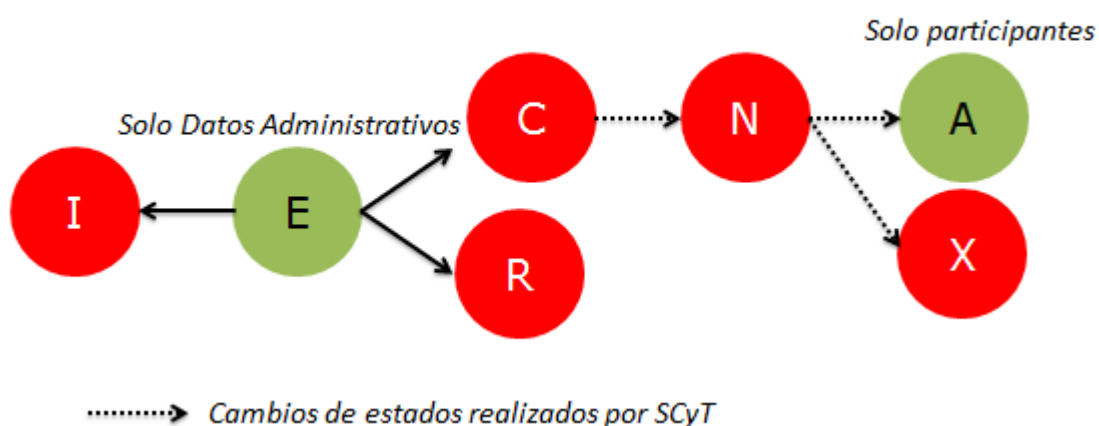 Solo participantes
Solo Datos Administrativos
C
N
A
I
E
R
X
Cambios de estados realizados por SCyT